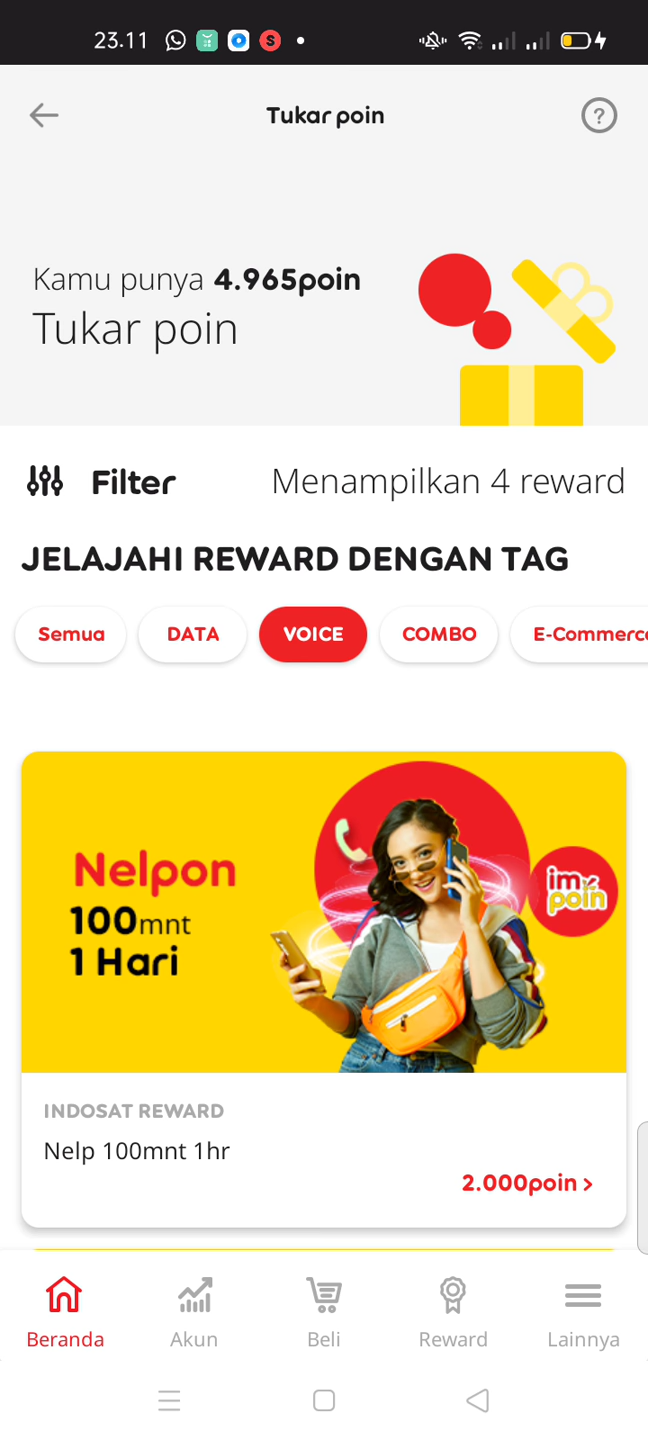 23.11
S
Tukar poin
?
Kamu punya 4.965poin
Tukar poin
Filter
Menampilkan 4 reward
JELAJAHI REWARD DENGAN TAG
Semua DATA VOICE COMBO E-Commerc
Nelpon
100mnt
1 Hari
im
poin
INDOSAT REWARD
Nelp 100mnt 1hr
2.000poin >
Beranda Akun Beli Reward Lainnya